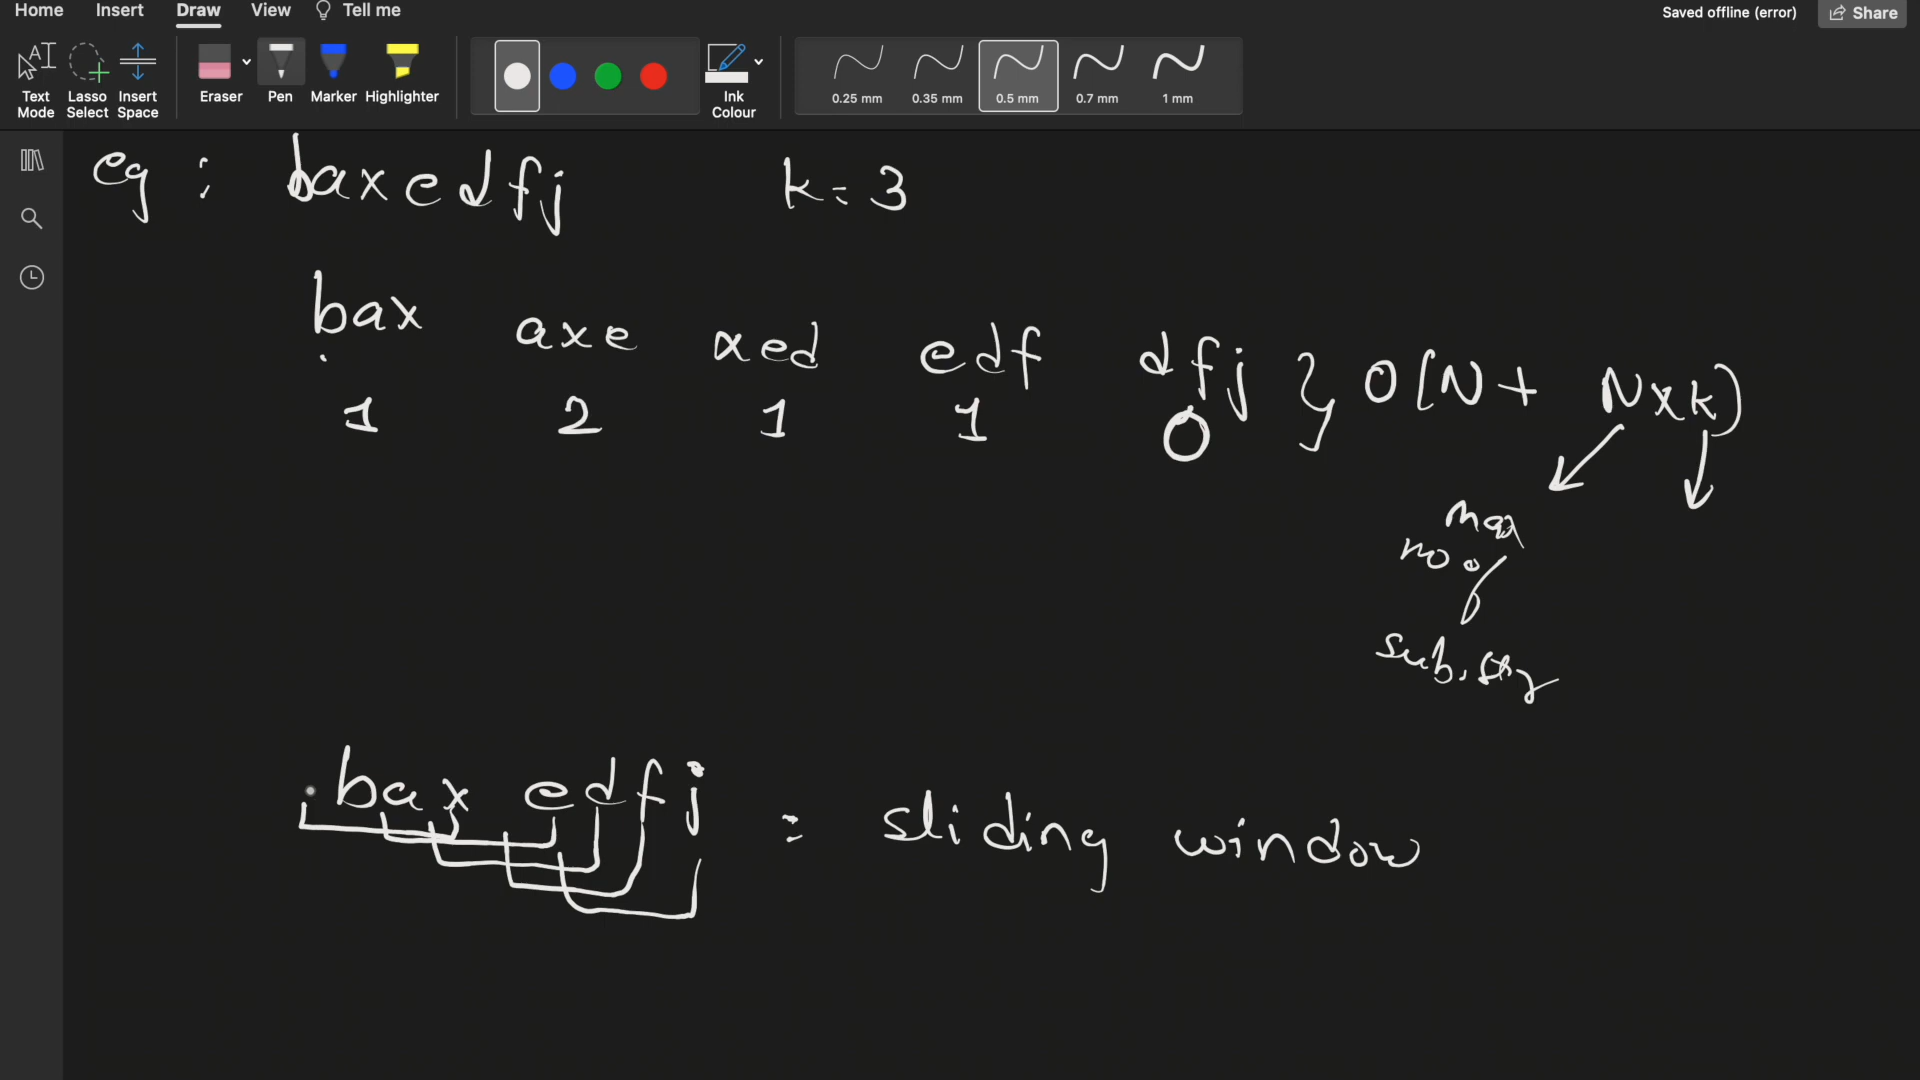 Home Insert Draw View Tell me Saved offline (error) Share
Text Mode Lasso Select Insert Space Eraser Pen Marker Highlighter Ink Colour 0.25 mm 0.35 mm 0.5 mm 0.7 mm 1 mm
eg : baxedfj k = 3
bax axe xed edf dfj } O(N + N x k)
1 2 1 1 0
max
no of
sub.
baxedfj = sliding window